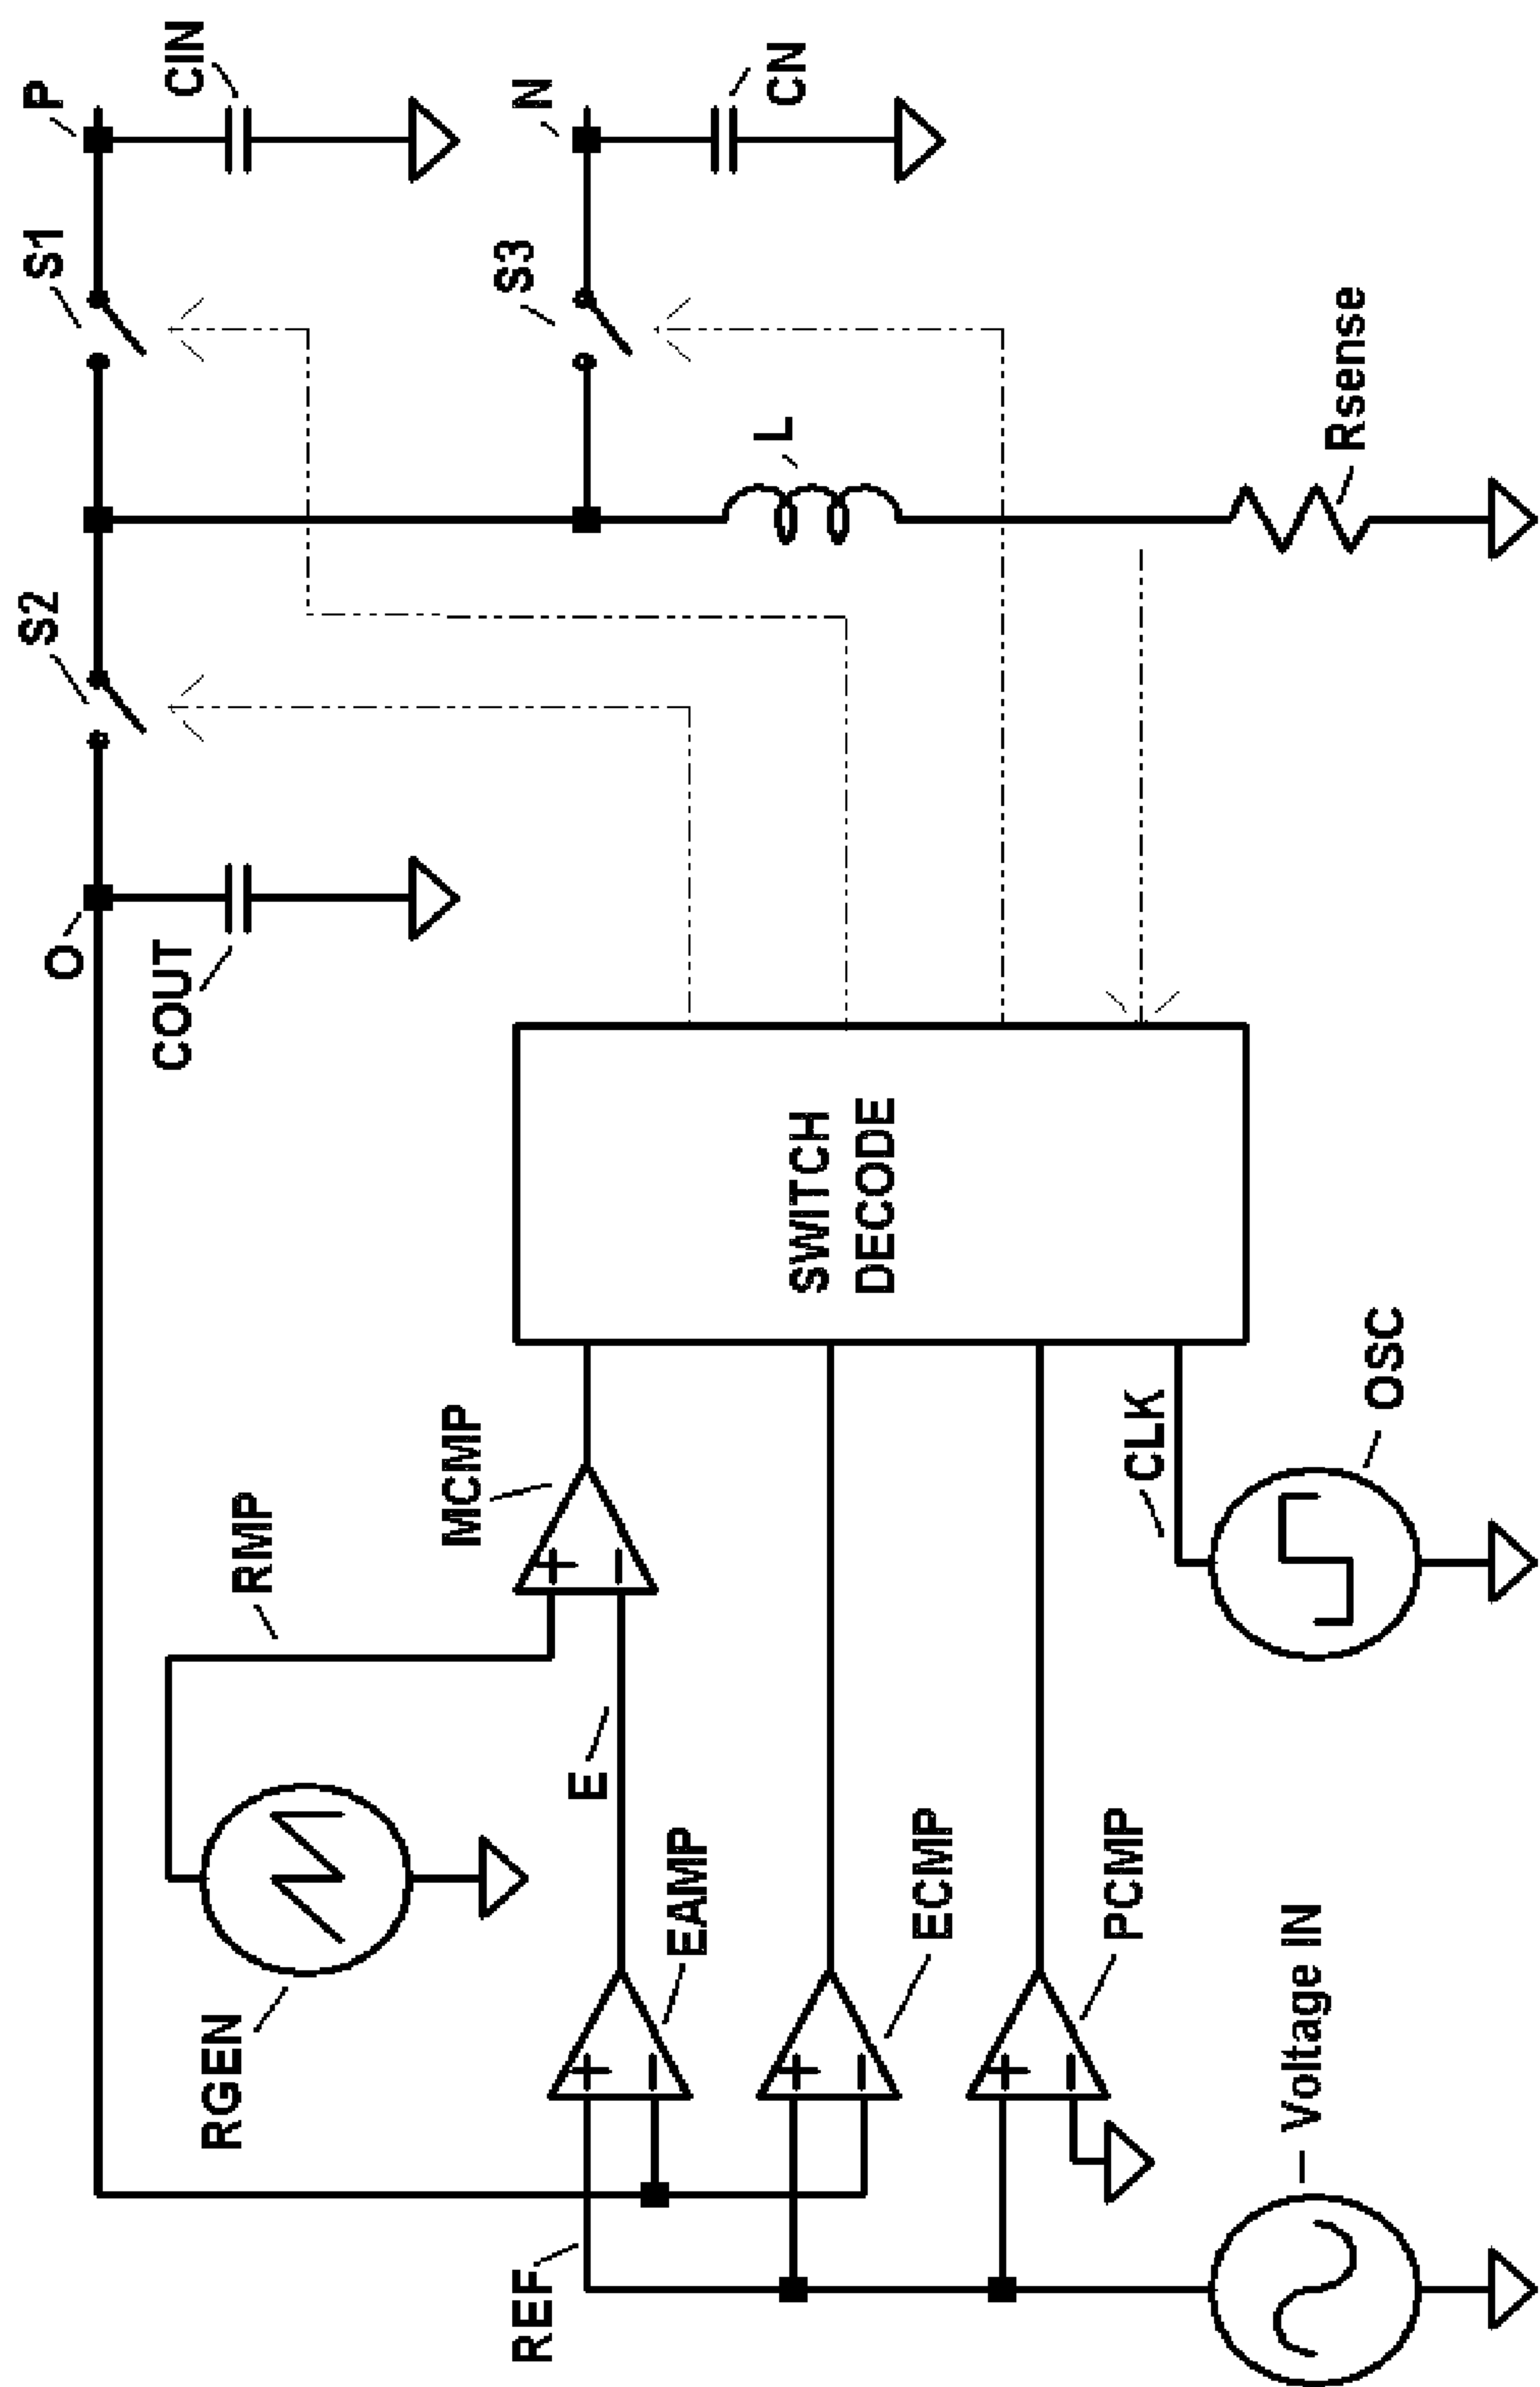 P
CIN
N
CN
S1
S3
L
Rsense
S2
O
COUT
SWITCH
DECODE
MCMP
RMP
CLK
OSC
E
RGEN
EAMP
ECMP
PCMP
Voltage IN
REF